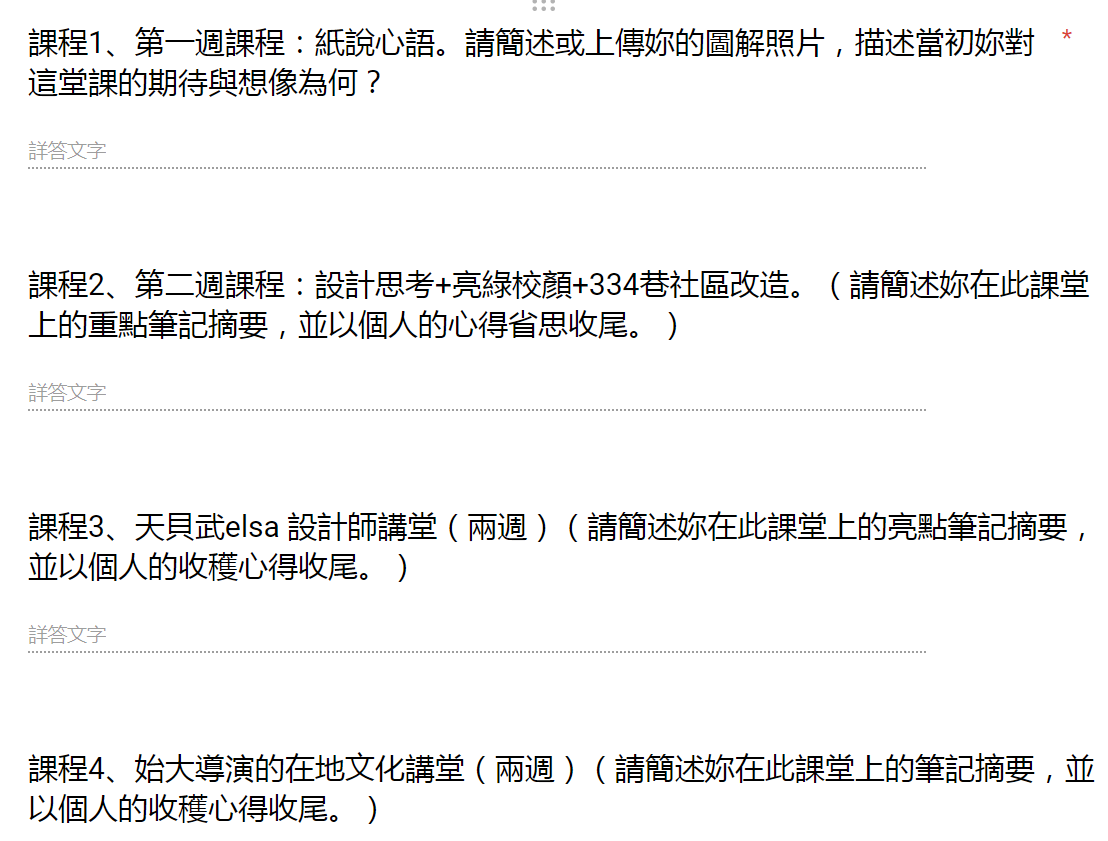 課程1、第一週課程：紙說心語。請簡述或上傳妳的圖解照片，描述當初妳對 *
這堂課的期待與想像為何？
詳答文字
課程2、第二週課程：設計思考+亮綠校顏+334巷社區改造。（請簡述妳在此課堂
上的重點筆記摘要，並以個人的心得省思收尾。 ）
詳答文字
課程3、天貝武elsa 設計師講堂（兩週）（請簡述妳在此課堂上的亮點筆記摘要，
並以個人的收穫心得收尾。 ）
詳答文字
課程4、始大導演的在地文化講堂（兩週）（請簡述妳在此課堂上的筆記摘要，並
以個人的收穫心得收尾。 ）